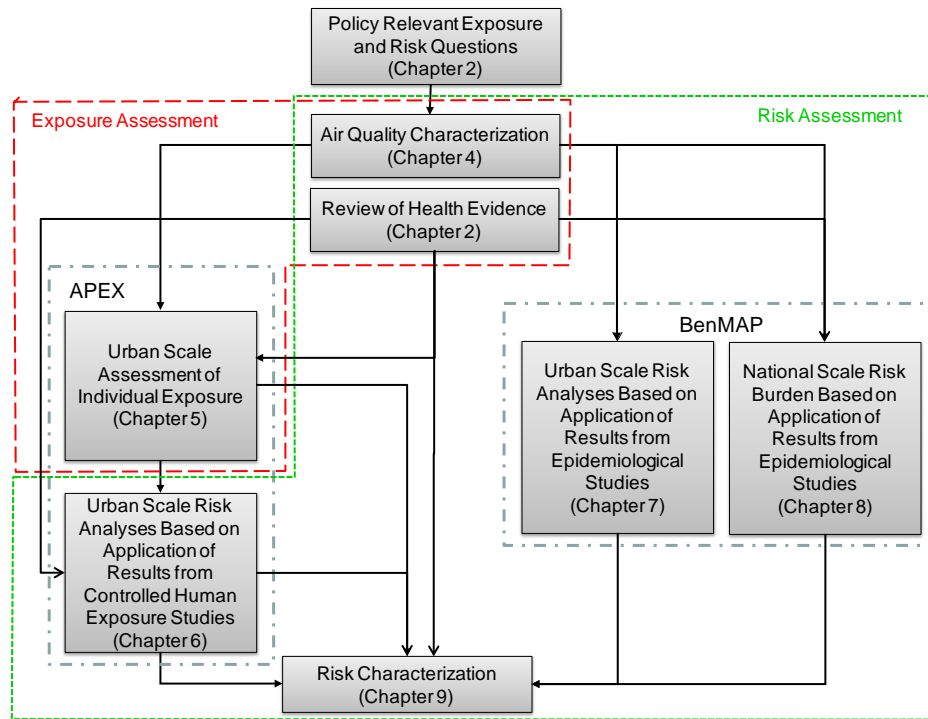 Policy Relevant Exposure
and Risk Questions
(Chapter 2)
Exposure Assessment
Risk Assessment
Air Quality Characterization
(Chapter 4)
Review of Health Evidence
(Chapter 2)
APEX
BenMAP
Urban Scale
Assessment of
Individual Exposure
(Chapter 5)
Urban Scale Risk
Analyses Based on
Application of
Results from
Epidemiological
Studies
(Chapter 7)
National Scale Risk
Burden Based on
Application of
Results from
Epidemiological
Studies
(Chapter 8)
Urban Scale Risk
Analyses Based on
Application of
Results from
Controlled Human
Exposure Studies
(Chapter 6)
Risk Characterization
(Chapter 9)